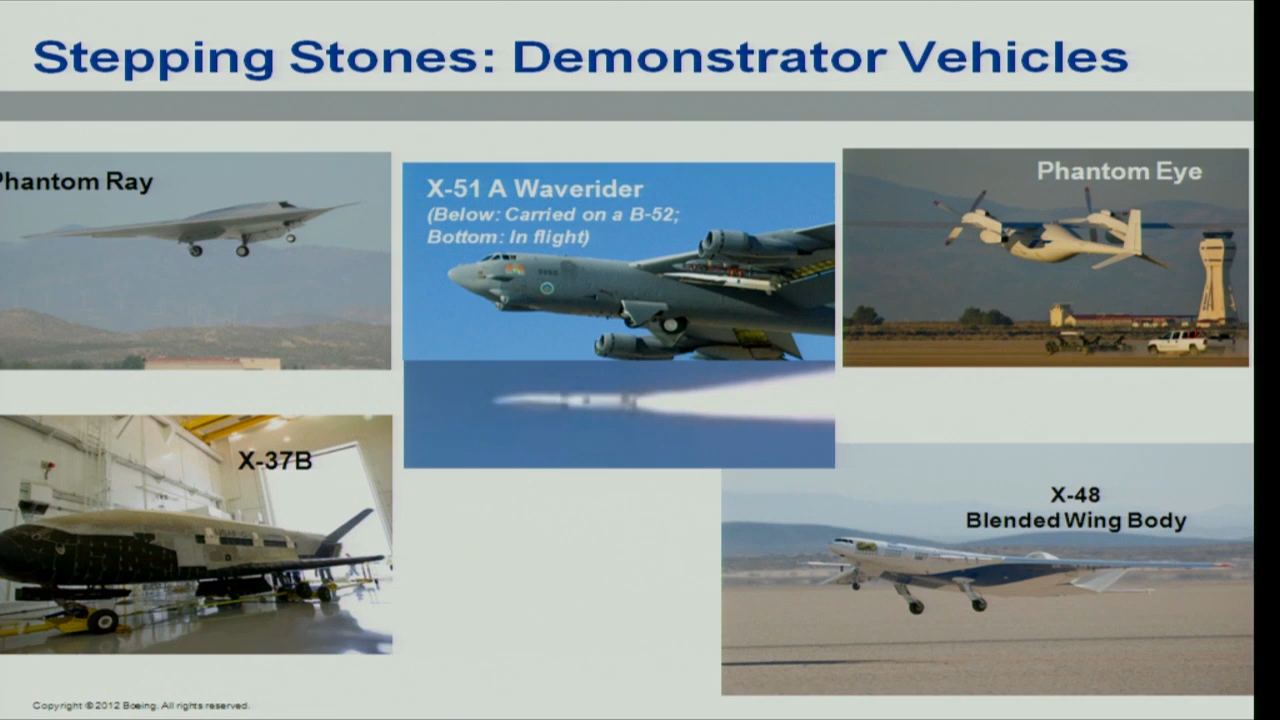 Stepping Stones: Demonstrator Vehicles
Phantom Ray
X-51 A Waverider
(Below: Carried on a B-52;
Bottom: In flight)
Phantom Eye
X-37B
X-48
Blended Wing Body
Copyright © 2012 Boeing. All rights reserved.